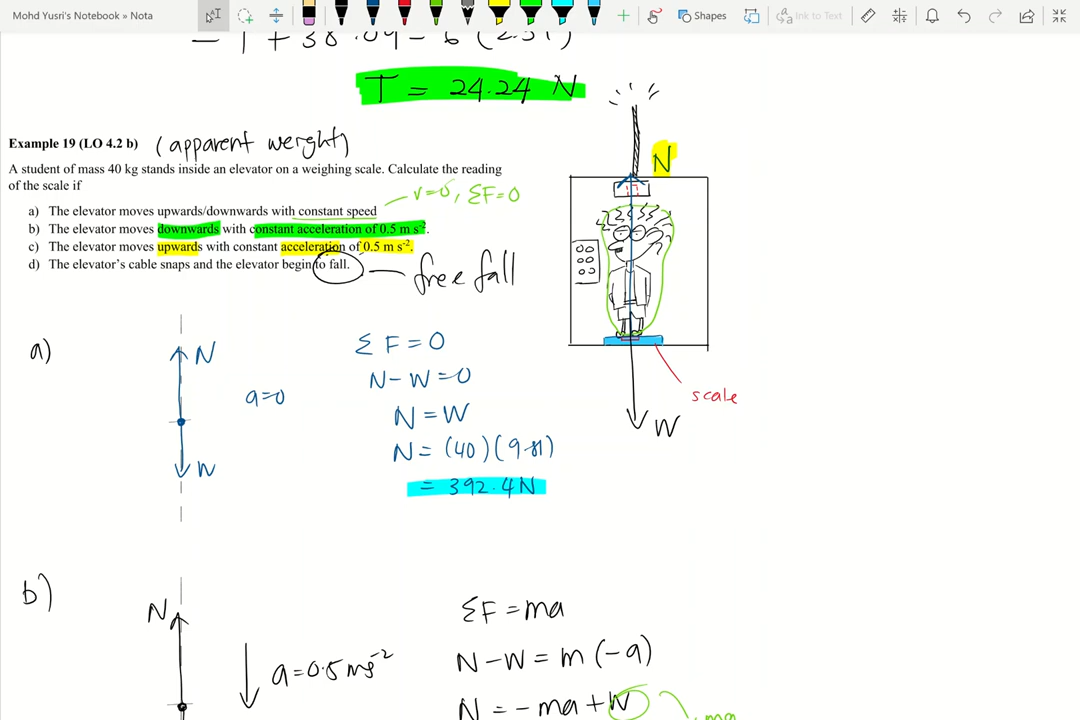 Mohd Yusri's Notebook » Nota
Shapes
Ink to Text
T = 24.24 N
Example 19 (LO 4.2 b) (apparent weight)
A student of mass 40 kg stands inside an elevator on a weighing scale. Calculate the reading
of the scale if
v=0, ΣF=0
a) The elevator moves upwards/downwards with constant speed
b) The elevator moves downwards with constant acceleration of 0.5 m s⁻².
c) The elevator moves upwards with constant acceleration of 0.5 m s⁻².
d) The elevator's cable snaps and the elevator begin to fall.
free fall
N
scale
W
a)
N
a=0
W
ΣF=0
N-W=0
N=W
N=(40)(9.81)
= 392.4N
b)
N
a=0.5ms⁻²
ΣF=ma
N-W=m(-a)
N=-ma+W
mg